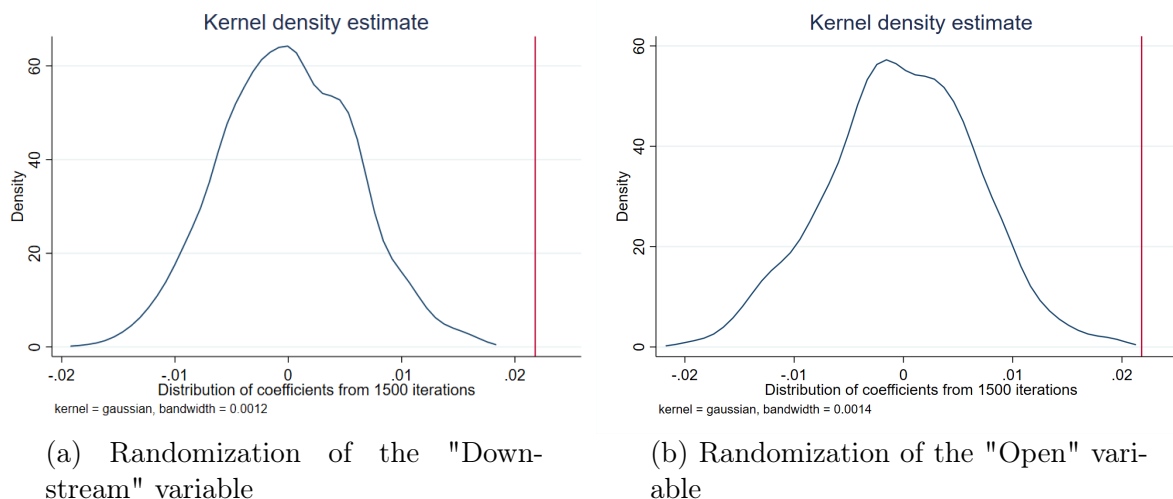 Kernel density estimate
Density
60
40
20
0
-.02
-.01
0
.01
.02
Distribution of coefficients from 1500 iterations
kernel = gaussian, bandwidth = 0.0012
(a) Randomization of the "Down-
stream" variable
Kernel density estimate
Density
60
40
20
0
-.02
-.01
0
.01
.02
Distribution of coefficients from 1500 iterations
kernel = gaussian, bandwidth = 0.0014
(b) Randomization of the "Open" vari-
able